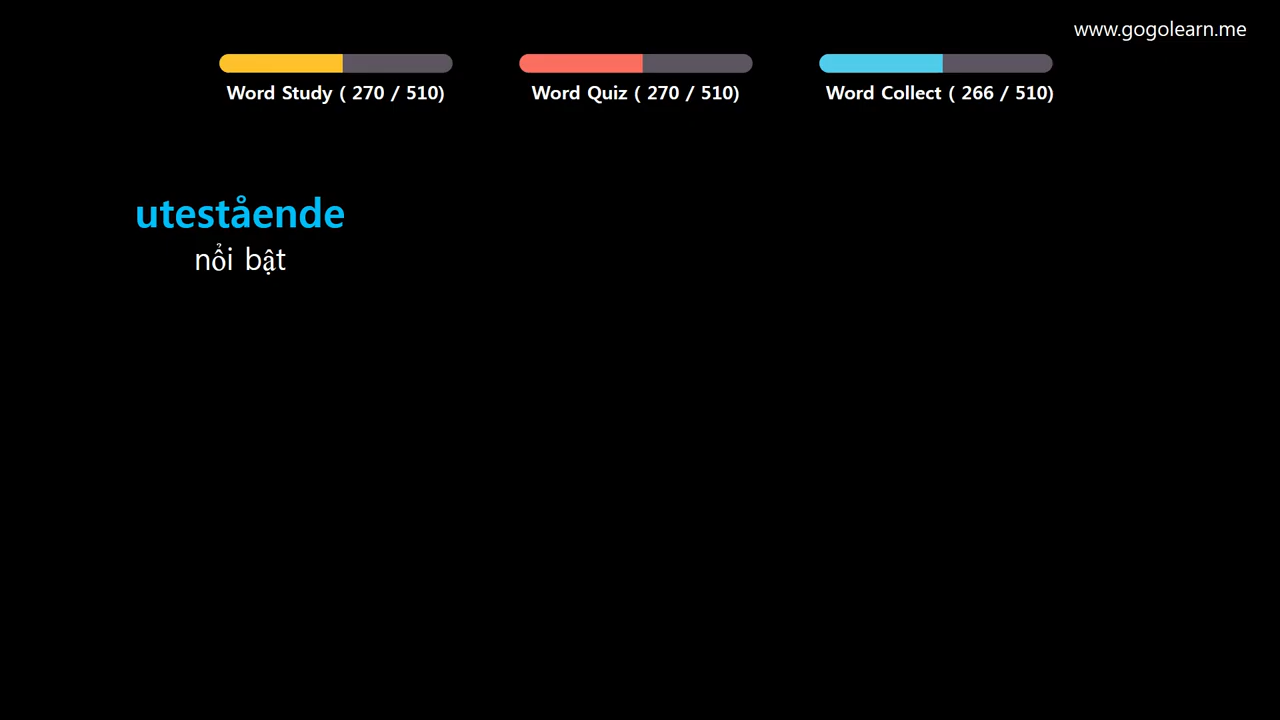 www.gogolearn.me
Word Study ( 270 / 510)
Word Quiz ( 270 / 510)
Word Collect ( 266 / 510)
utestående
nổi bật